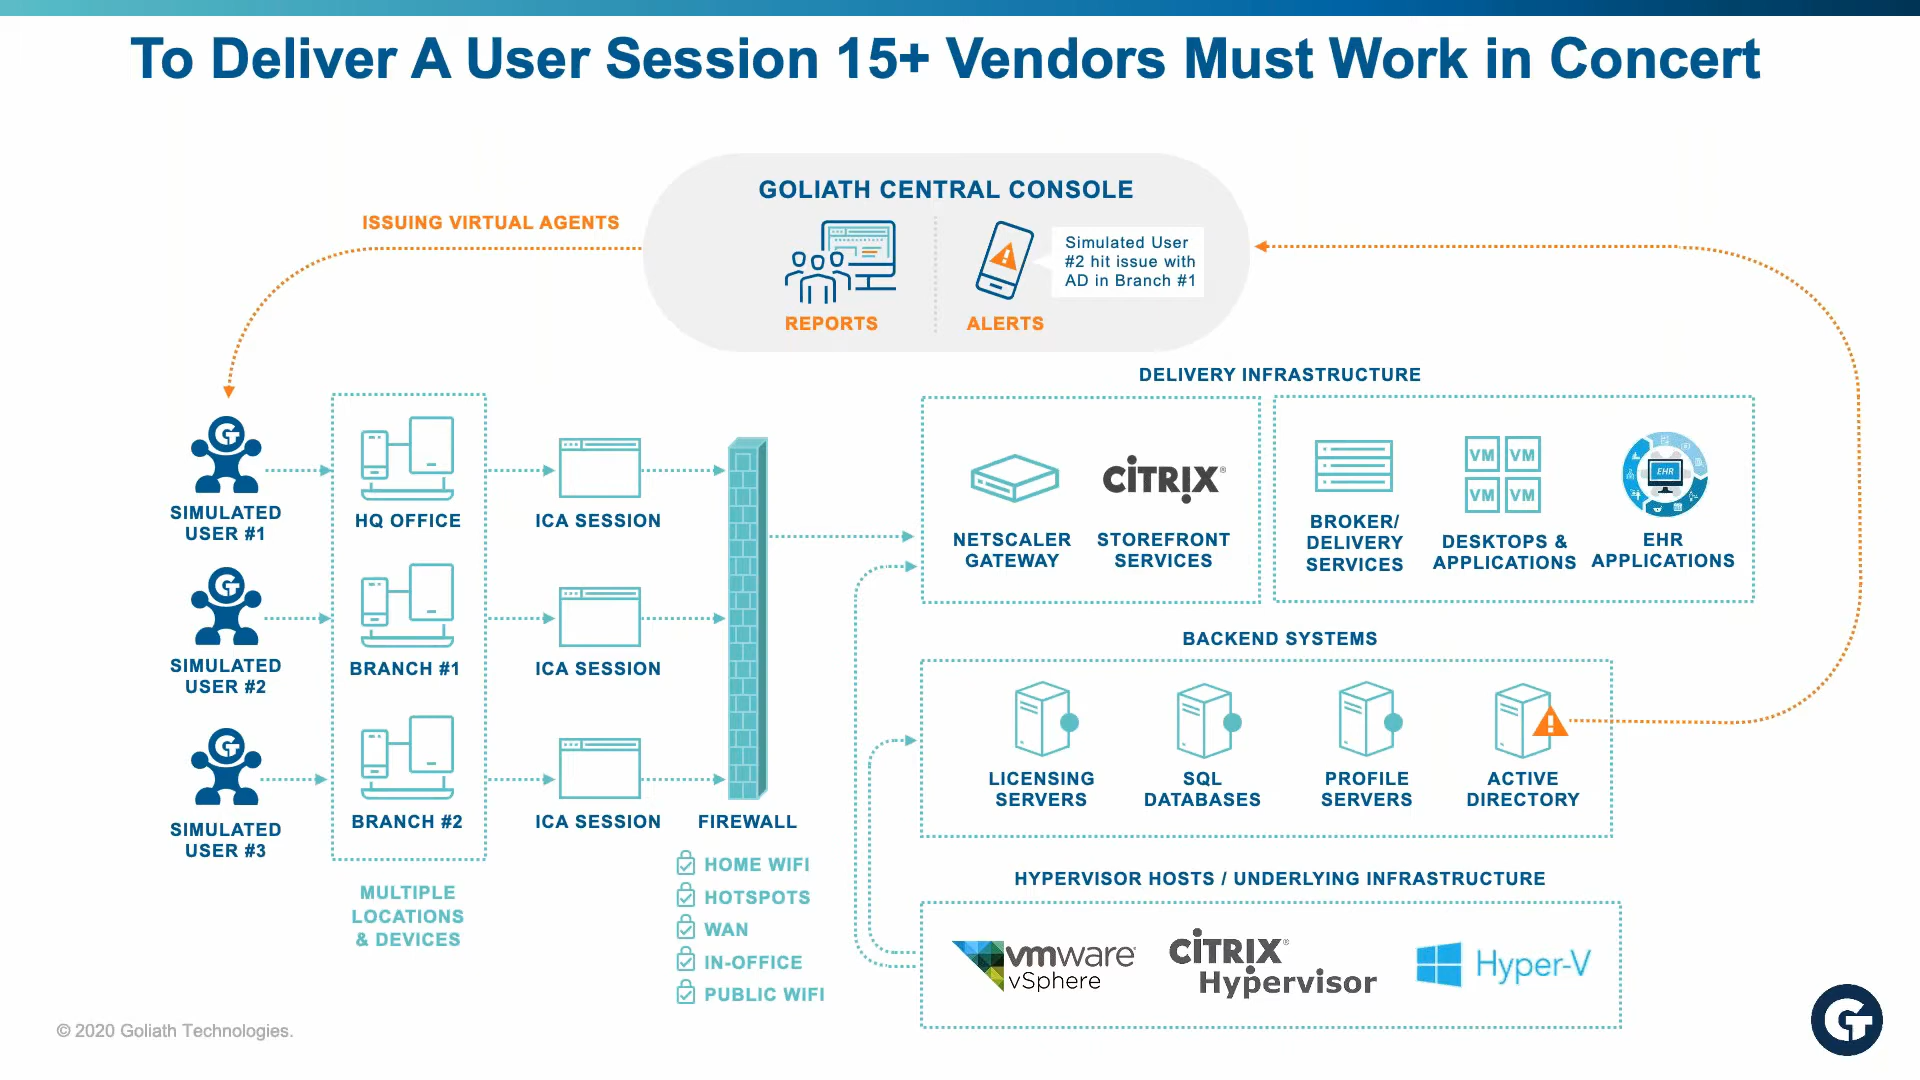 To Deliver A User Session 15+ Vendors Must Work in Concert
GOLIATH CENTRAL CONSOLE
ISSUING VIRTUAL AGENTS
Simulated User
#2 hit issue with
AD in Branch #1
REPORTS
ALERTS
DELIVERY INFRASTRUCTURE
SIMULATED
USER #1
HQ OFFICE
ICA SESSION
CITRIX®
VM VM
VM VM
EHR
NETSCALER
GATEWAY
STOREFRONT
SERVICES
BROKER/
DELIVERY
SERVICES
DESKTOPS &
APPLICATIONS
EHR
APPLICATIONS
SIMULATED
USER #2
BRANCH #1
ICA SESSION
BACKEND SYSTEMS
LICENSING
SERVERS
SQL
DATABASES
PROFILE
SERVERS
ACTIVE
DIRECTORY
SIMULATED
USER #3
BRANCH #2
ICA SESSION
FIREWALL
MULTIPLE
LOCATIONS
& DEVICES
HOME WIFI
HOTSPOTS
WAN
IN-OFFICE
PUBLIC WIFI
HYPERVISOR HOSTS / UNDERLYING INFRASTRUCTURE
vmware®
vSphere
CITRIX®
Hypervisor
Hyper-V
© 2020 Goliath Technologies.